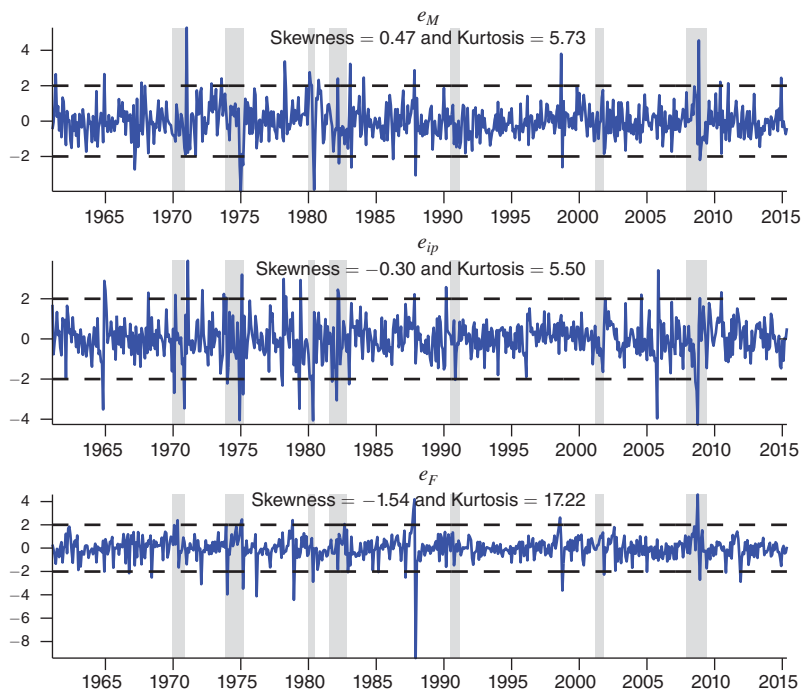 e_M
Skewness = 0.47 and Kurtosis = 5.73
4
2
0
−2
1965 1970 1975 1980 1985 1990 1995 2000 2005 2010 2015
e_ip
Skewness = −0.30 and Kurtosis = 5.50
2
0
−2
−4
1965 1970 1975 1980 1985 1990 1995 2000 2005 2010 2015
e_F
Skewness = −1.54 and Kurtosis = 17.22
4
2
0
−2
−4
−6
−8
1965 1970 1975 1980 1985 1990 1995 2000 2005 2010 2015